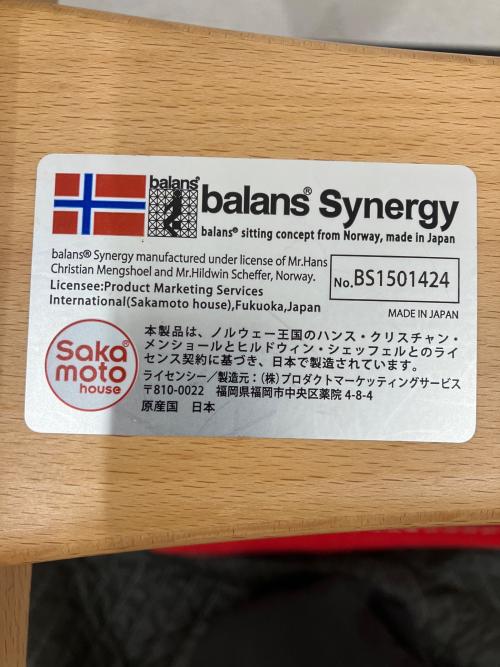 balans®
balans® Synergy
balans® sitting concept from Norway, made in Japan
balans® Synergy manufactured under license of Mr.Hans
Christian Mengshoel and Mr.Hildwin Scheffer, Norway.
Licensee:Product Marketing Services
International(Sakamoto house),Fukuoka,Japan
No.BS1501424
MADE IN JAPAN
Saka®
moto
house
本製品は、ノルウェー王国のハンス・クリスチャン・
メンショールとヒルドウィン・シェッフェルとのライ
センス契約に基づき、日本で製造されています。
ライセンシー／製造元：（株）プロダクトマーケッティングサービス
〒810-0022 福岡県福岡市中央区薬院 4-8-4
原産国 日本